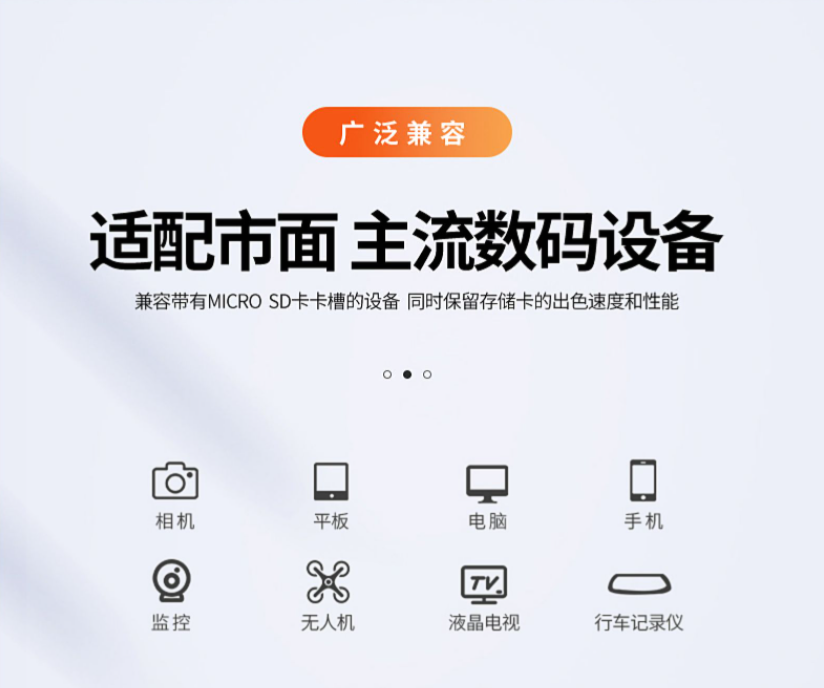 广泛兼容
适配市面 主流数码设备
兼容带有MICRO SD卡卡槽的设备 同时保留存储卡的出色速度和性能
相机 平板 电脑 手机
TV
监控 无人机 液晶电视 行车记录仪